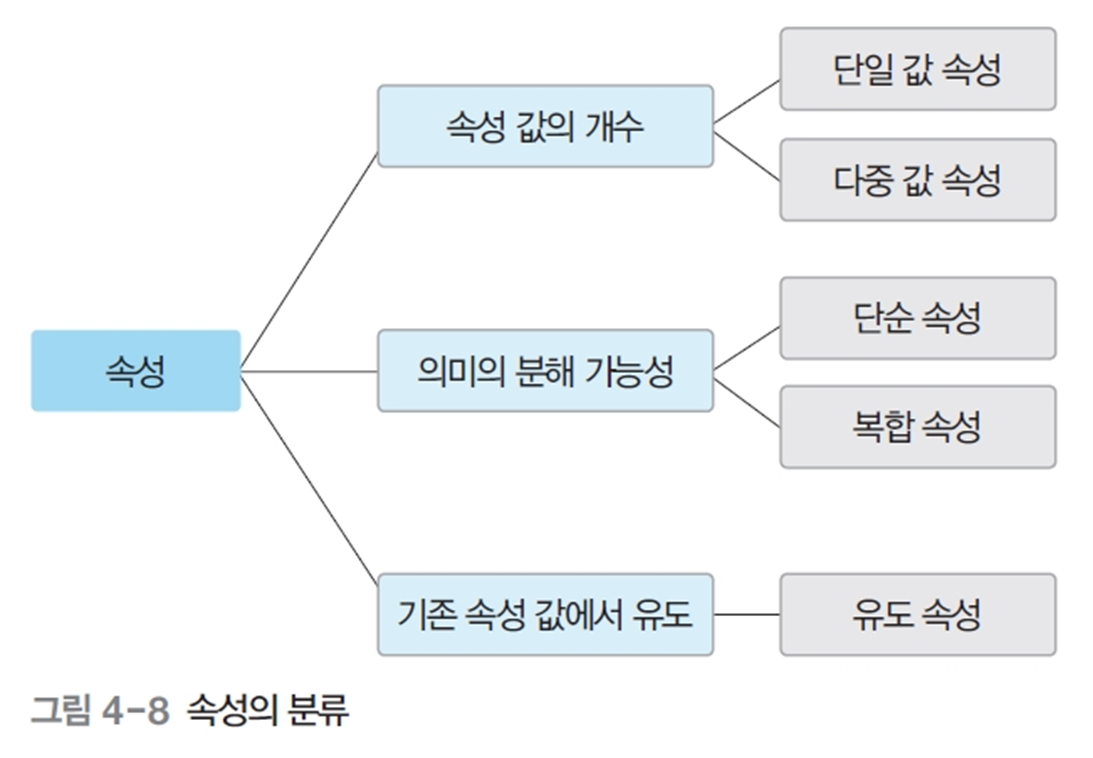 단일 값 속성
속성 값의 개수
다중 값 속성
단순 속성
속성
의미의 분해 가능성
복합 속성
기존 속성 값에서 유도
유도 속성
그림 4-8 속성의 분류